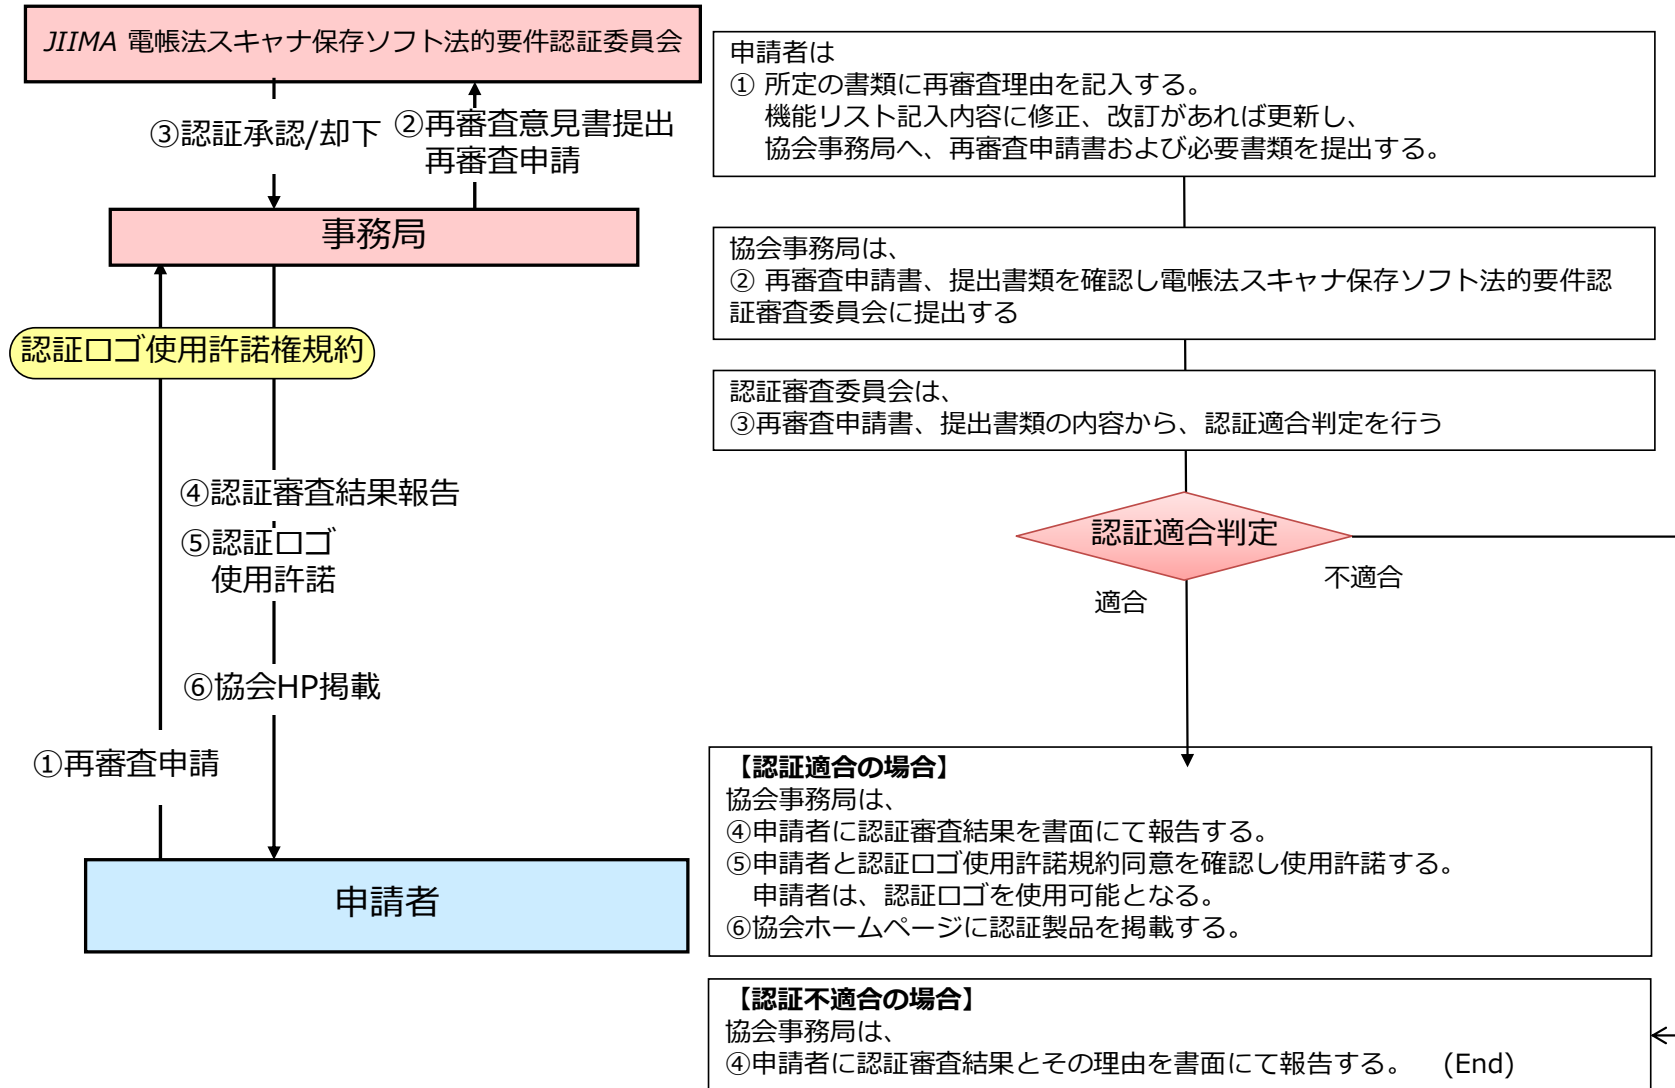 JIIMA 電帳法スキャナ保存ソフト法的要件認証委員会
③認証承認/却下
②再審査意見書提出
再審査申請
事務局
認証ロゴ使用許諾権規約
④認証審査結果報告
⑤認証ロゴ
使用許諾
⑥協会HP掲載
①再審査申請
申請者
申請者は
① 所定の書類に再審査理由を記入する。
機能リスト記入内容に修正、改訂があれば更新し、
協会事務局へ、再審査申請書および必要書類を提出する。
協会事務局は、
② 再審査申請書、提出書類を確認し電帳法スキャナ保存ソフト法的要件認
証審査委員会に提出する
認証審査委員会は、
③再審査申請書、提出書類の内容から、認証適合判定を行う
認証適合判定
不適合
適合
【認証適合の場合】
協会事務局は、
④申請者に認証審査結果を書面にて報告する。
⑤申請者と認証ロゴ使用許諾規約同意を確認し使用許諾する。
申請者は、認証ロゴを使用可能となる。
⑥協会ホームページに認証製品を掲載する。
【認証不適合の場合】
協会事務局は、
④申請者に認証審査結果とその理由を書面にて報告する。 (End)